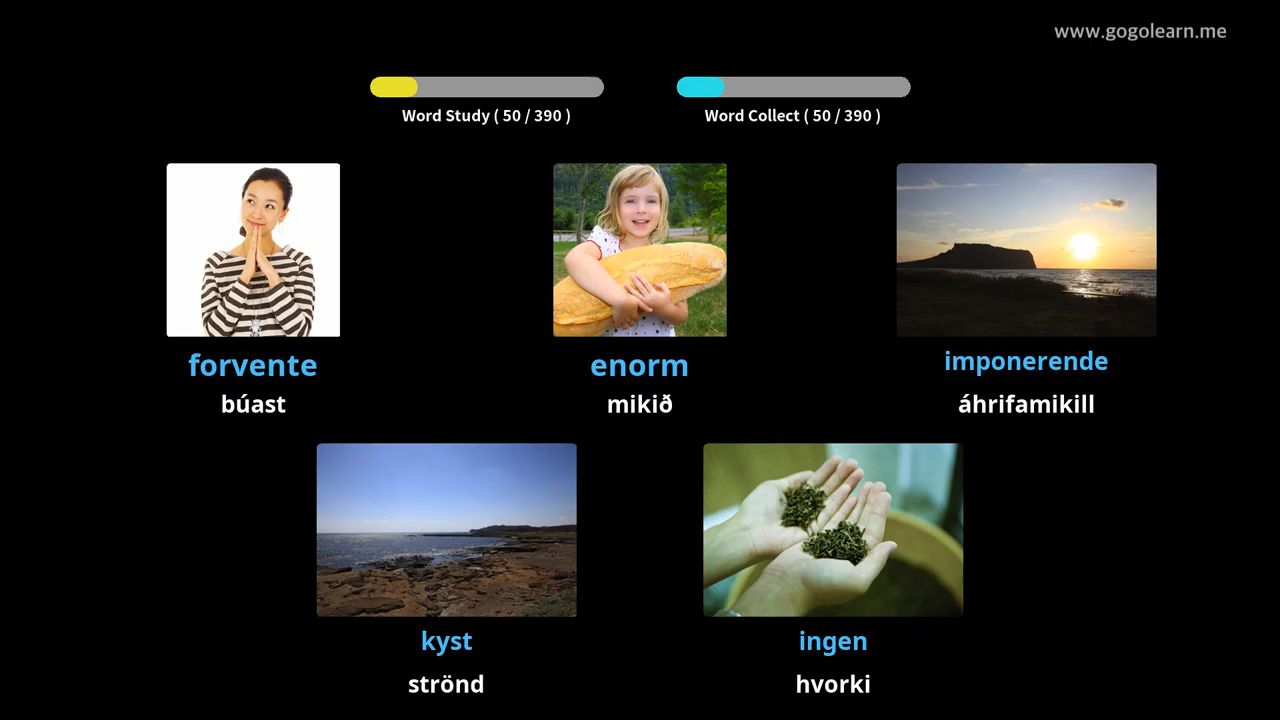 www.gogolearn.me
Word Study ( 50 / 390 )
Word Collect ( 50 / 390 )
forvente
búast
enorm
mikið
imponerende
áhrifamikill
kyst
strönd
ingen
hvorki